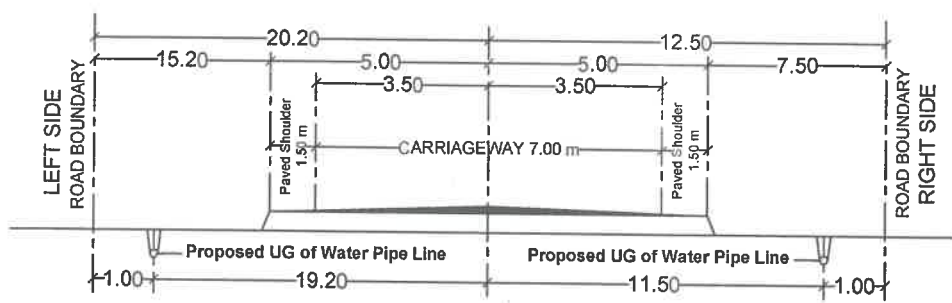 20.20 12.50
15.20 5.00 5.00 7.50
3.50 3.50
LEFT SIDE
ROAD BOUNDARY
Paved Shoulder
1.50 m
CARRIAGEWAY 7.00 m
Paved Shoulder
1.50 m
ROAD BOUNDARY
RIGHT SIDE
Proposed UG of Water Pipe Line Proposed UG of Water Pipe Line
1.00 19.20 11.50 1.00